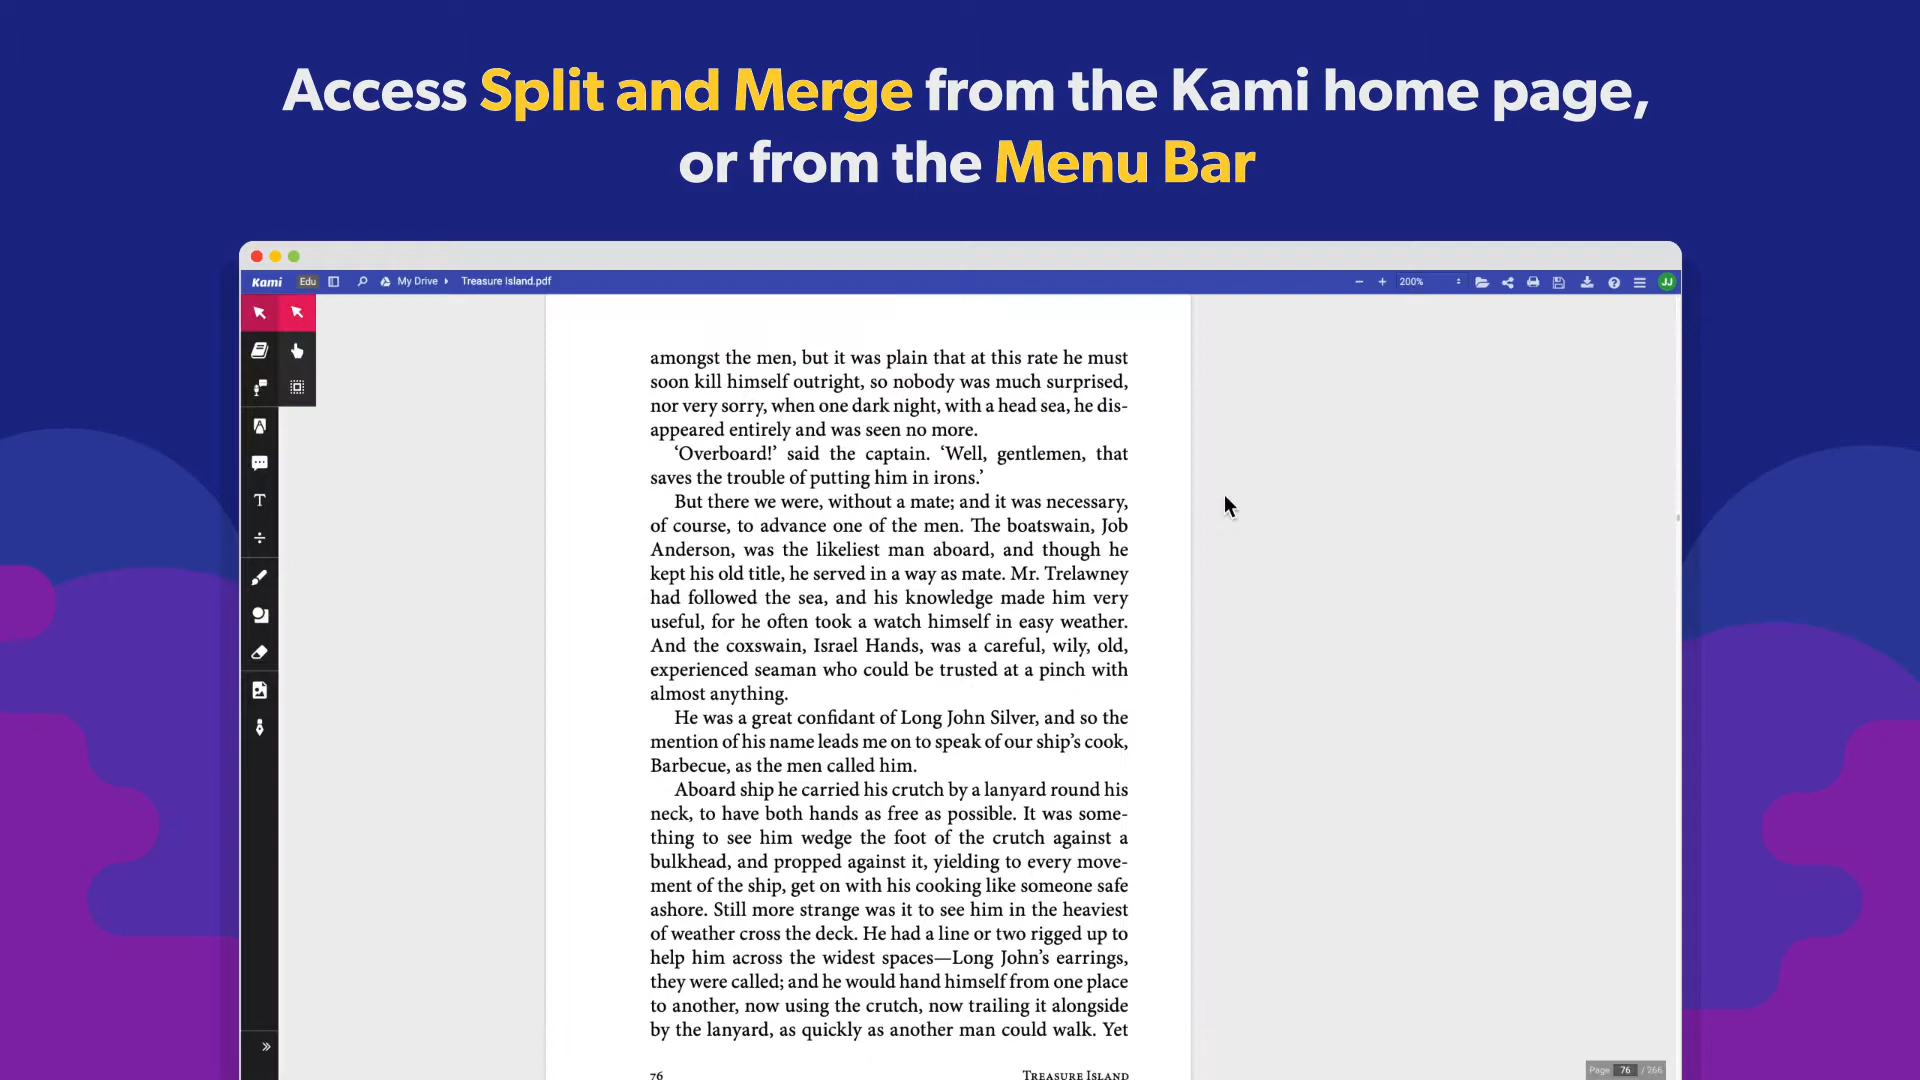 Access Split and Merge from the Kami home page,
or from the Menu Bar
Kami Edu My Drive Treasure Island.pdf 200% JJ
amongst the men, but it was plain that at this rate he must
soon kill himself outright, so nobody was much surprised,
nor very sorry, when one dark night, with a head sea, he dis-
appeared entirely and was seen no more.
‘Overboard!’ said the captain. ‘Well, gentlemen, that
saves the trouble of putting him in irons.’
But there we were, without a mate; and it was necessary,
of course, to advance one of the men. The boatswain, Job
Anderson, was the likeliest man aboard, and though he
kept his old title, he served in a way as mate. Mr. Trelawney
had followed the sea, and his knowledge made him very
useful, for he often took a watch himself in easy weather.
And the coxswain, Israel Hands, was a careful, wily, old,
experienced seaman who could be trusted at a pinch with
almost anything.
He was a great confidant of Long John Silver, and so the
mention of his name leads me on to speak of our ship’s cook,
Barbecue, as the men called him.
Aboard ship he carried his crutch by a lanyard round his
neck, to have both hands as free as possible. It was some-
thing to see him wedge the foot of the crutch against a
bulkhead, and propped against it, yielding to every move-
ment of the ship, get on with his cooking like someone safe
ashore. Still more strange was it to see him in the heaviest
of weather cross the deck. He had a line or two rigged up to
help him across the widest spaces—Long John’s earrings,
they were called; and he would hand himself from one place
to another, now using the crutch, now trailing it alongside
by the lanyard, as quickly as another man could walk. Yet
76 Treasure Island
Page 76 / 266